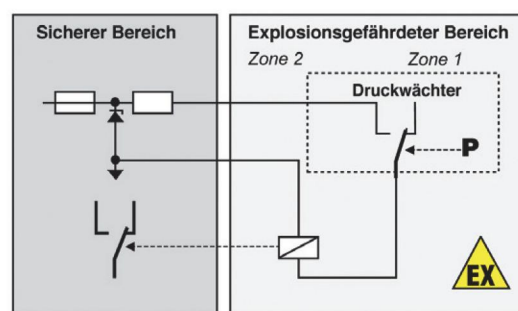 Sicherer Bereich
Explosionsgefährdeter Bereich
Zone 2
Zone 1
Druckwächter
P
EX